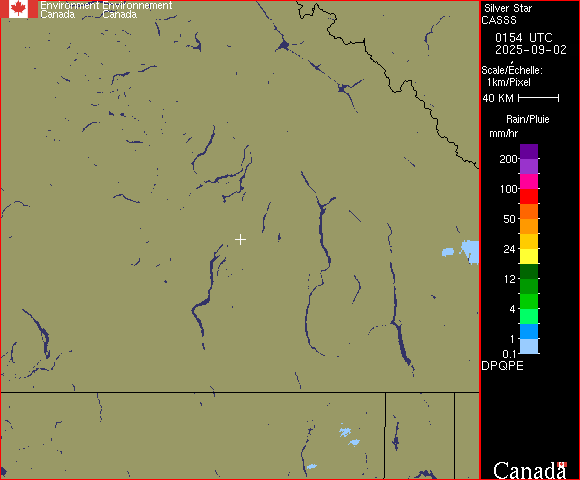 Environment Environnement
Canada Canada
Silver Star
CASSS
0154 UTC
2025-09-02
Scale/Échelle:
1km/Pixel
40 KM
Rain/Pluie
mm/hr
200
100
50
24
12
4
1
0.1
DPQPE
Canada